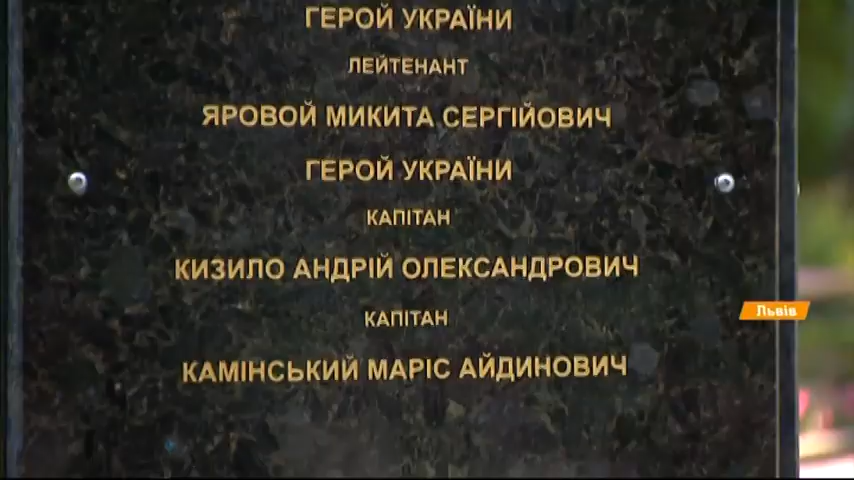 ГЕРОЙ УКРАЇНИ
ЛЕЙТЕНАНТ
ЯРОВОЙ МИКИТА СЕРГІЙОВИЧ
ГЕРОЙ УКРАЇНИ
КАПІТАН
КИЗИЛО АНДРІЙ ОЛЕКСАНДРОВИЧ
Львів
КАПІТАН
КАМІНСЬКИЙ МАРІС АЙДИНОВИЧ